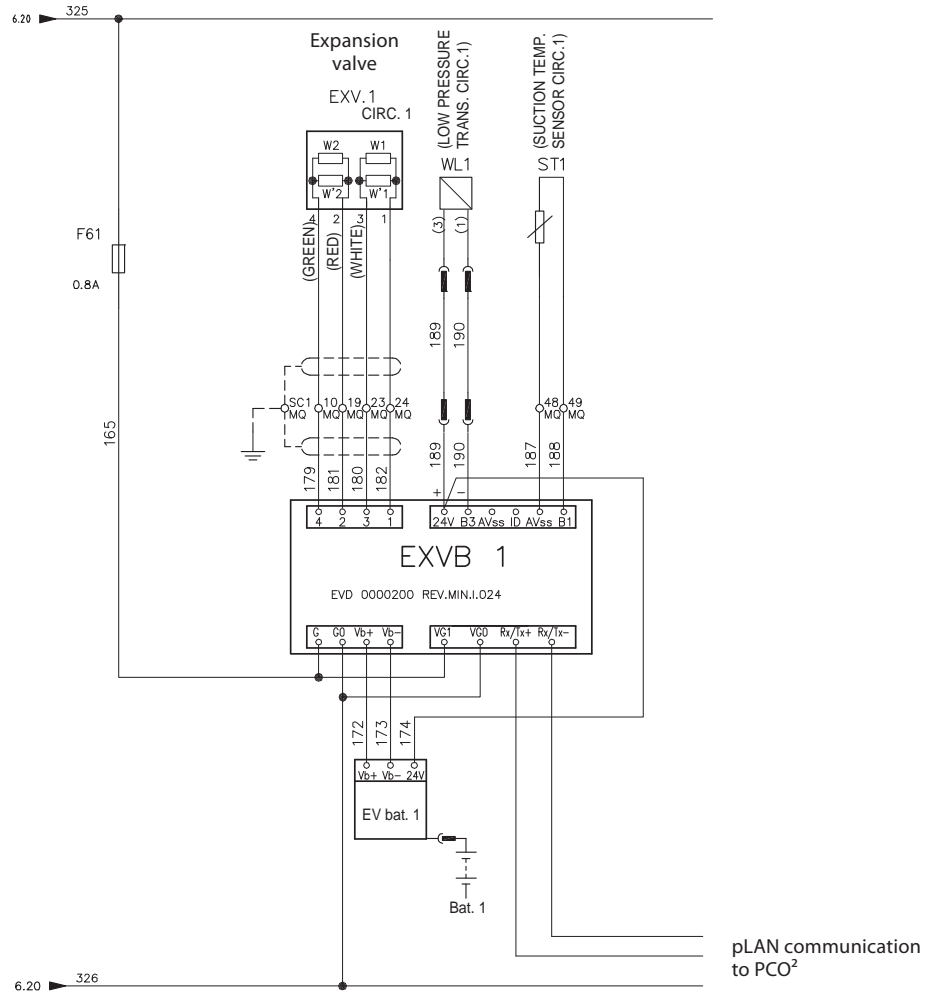 6.20 325
Expansion
valve
EXV.1
CIRC. 1
(LOW PRESSURE
TRANS. CIRC.1)
(SUCTION TEMP.
SENSOR CIRC.1)
WL1
ST1
W2 W1
W'2 W'1
4 2 3 1
(3) (1)
(GREEN)
(RED)
(WHITE)
F61
0.8A
189 190
SC1 10 19 23 24
MQ MQ MQ MQ MQ
48 49
MQ MQ
165
179 181 180 182
189 190
187 188
+ -
4 2 3 1
24V B3 AVss ID AVss B1
EXVB 1
EVD 0000200 REV.MIN.I.024
G G0 Vb+ Vb-
VG1 VG0 Rx/Tx+ Rx/Tx-
172 173 174
Vb+ Vb- 24V
EV bat. 1
Bat. 1
pLAN communication
to PCO²
6.20 326